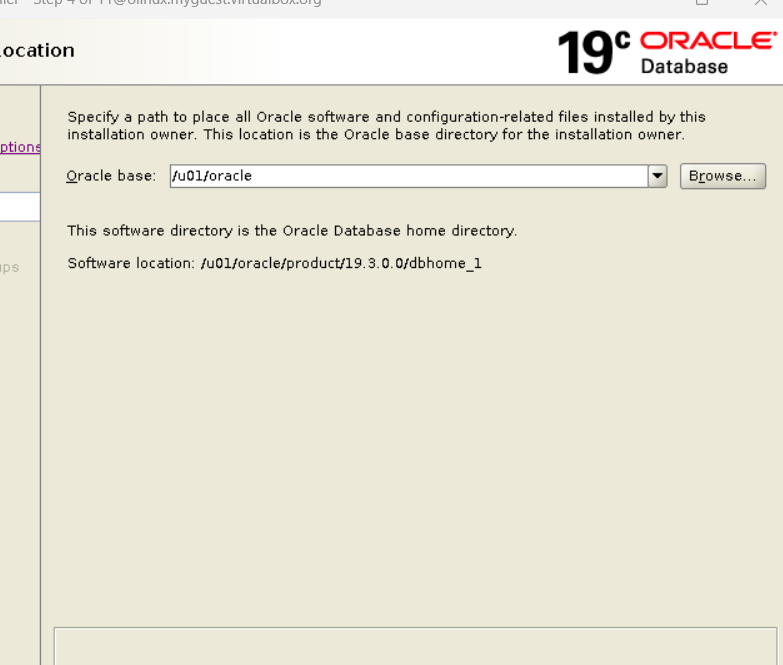 Step 4 of 11@olinux.myguest.virtualbox.org
ocation
19c ORACLE
Database
Specify a path to place all Oracle software and configuration-related files installed by this
installation owner. This location is the Oracle base directory for the installation owner.
ptions
Oracle base: /u01/oracle Browse...
This software directory is the Oracle Database home directory.
ups
Software location: /u01/oracle/product/19.3.0.0/dbhome_1